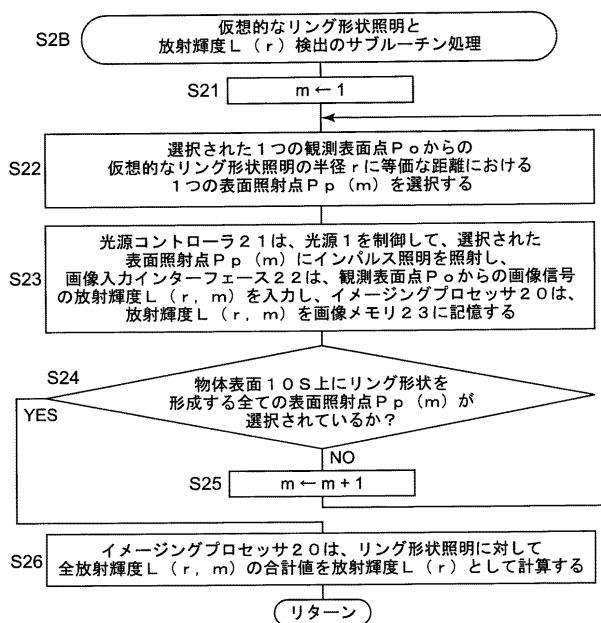 S2B
仮想的なリング形状照明と
放射輝度L(r)検出のサブルーチン処理
S21
m←1
S22
選択された1つの観測表面点Poからの
仮想的なリング形状照明の半径rに等価な距離における
1つの表面照射点Pp(m)を選択する
S23
光源コントローラ21は、光源1を制御して、選択された
表面照射点Pp(m)にインパルス照明を照射し、
画像入力インターフェース22は、観測表面点Poからの画像信号
の放射輝度L(r,m)を入力し、イメージングプロセッサ20は、
放射輝度L(r,m)を画像メモリ23に記憶する
S24
物体表面10S上にリング形状を
形成する全ての表面照射点Pp(m)が
選択されているか?
YES
NO
S25
m←m+1
S26
イメージングプロセッサ20は、リング形状照明に対して
全放射輝度L(r,m)の合計値を放射輝度L(r)として計算する
リターン